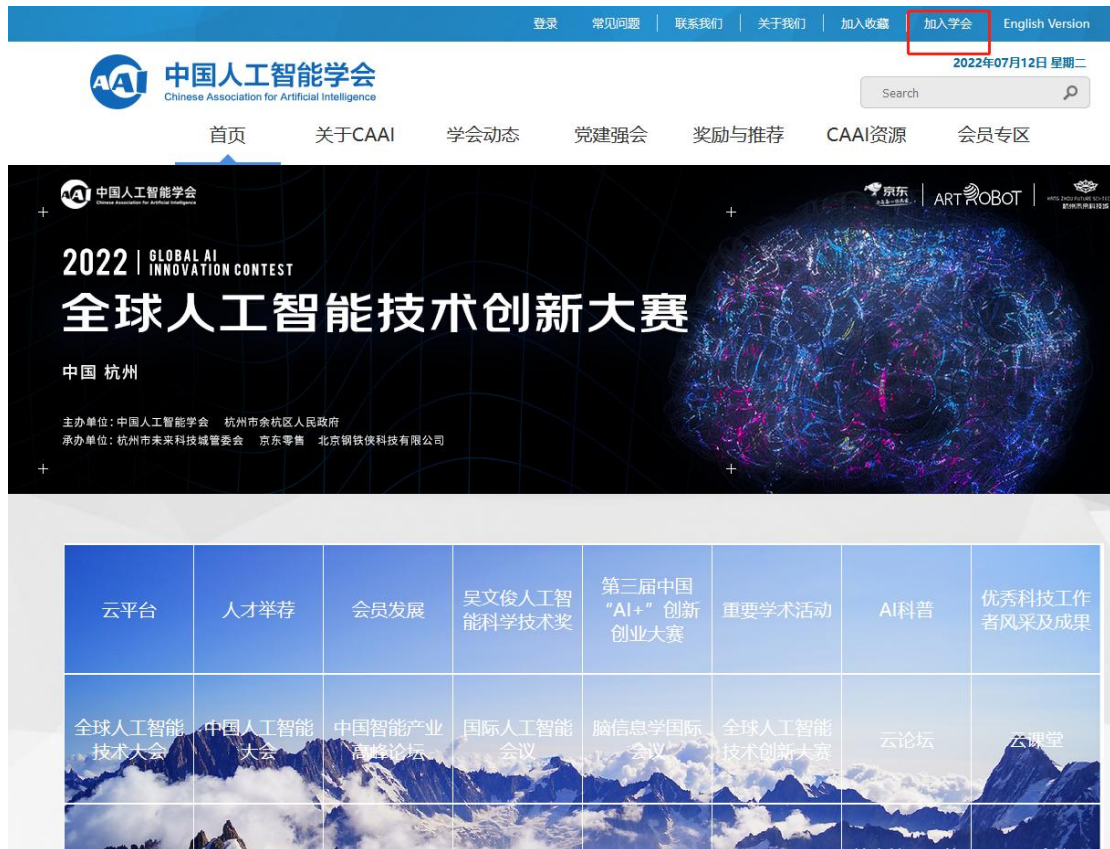 登录 常见问题 联系我们 关于我们 加入收藏 加入学会 English Version
AAI 中国人工智能学会
Chinese Association for Artificial Intelligence
2022年07月12日 星期二
Search
首页 关于CAAI 学会动态 党建强会 奖励与推荐 CAAI资源 会员专区
AAI 中国人工智能学会
Chinese Association for Artificial Intelligence
京东 ART ROBOT
2022 GLOBAL AI
INNOVATION CONTEST
全球人工智能技术创新大赛
中国 杭州
主办单位:中国人工智能学会 杭州市余杭区人民政府
承办单位:杭州市未来科技城管委会 京东零售 北京钢铁侠科技有限公司
云平台
人才举荐
会员发展
吴文俊人工智
能科学技术奖
第三届中国
“AI+”创新
创业大赛
重要学术活动
AI科普
优秀科技工作
者风采及成果
全球人工智能
技术大会
中国人工智能
大会
中国智能产业
高峰论坛
国际人工智能
会议
脑信息学国际
会议
全球人工智能
技术创新大赛
云论坛
云课堂